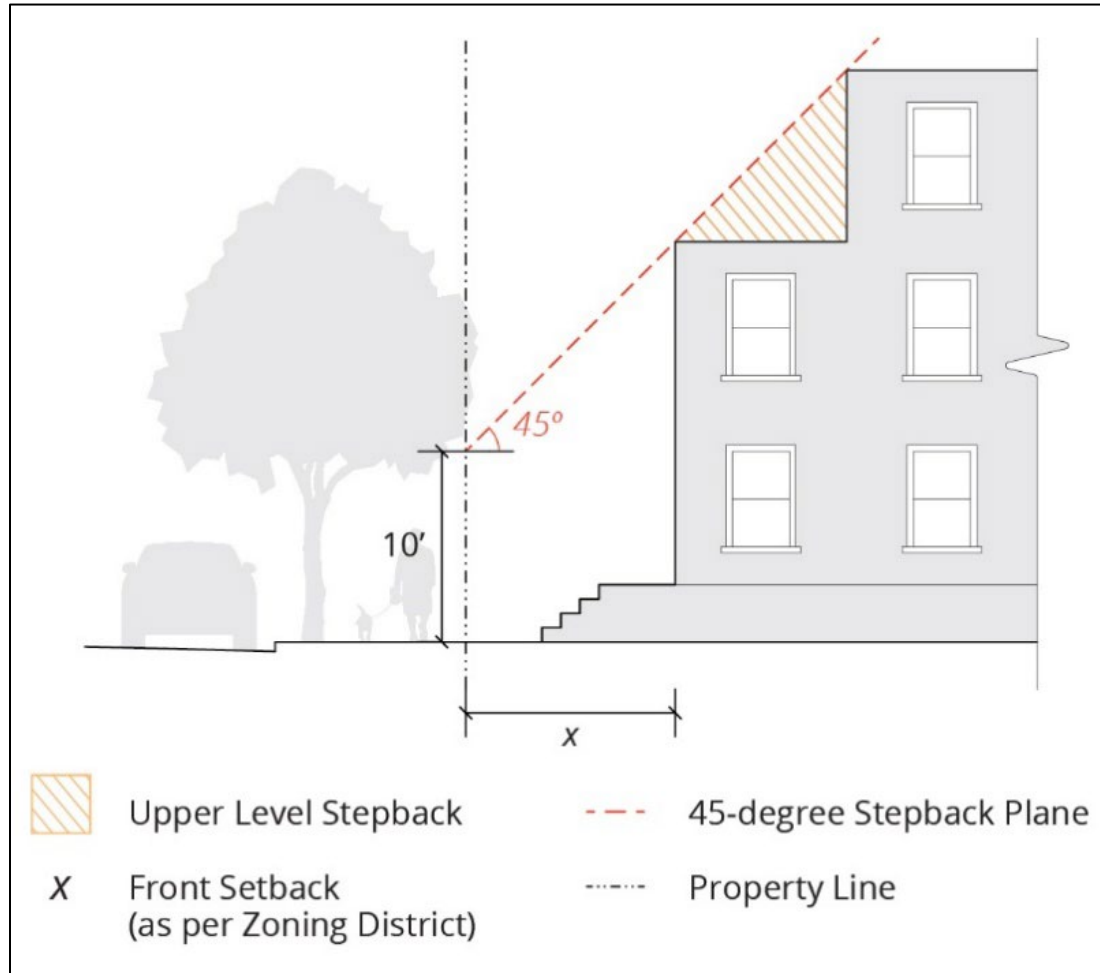 45º
10’
x
Upper Level Stepback
45-degree Stepback Plane
x
Front Setback
(as per Zoning District)
Property Line